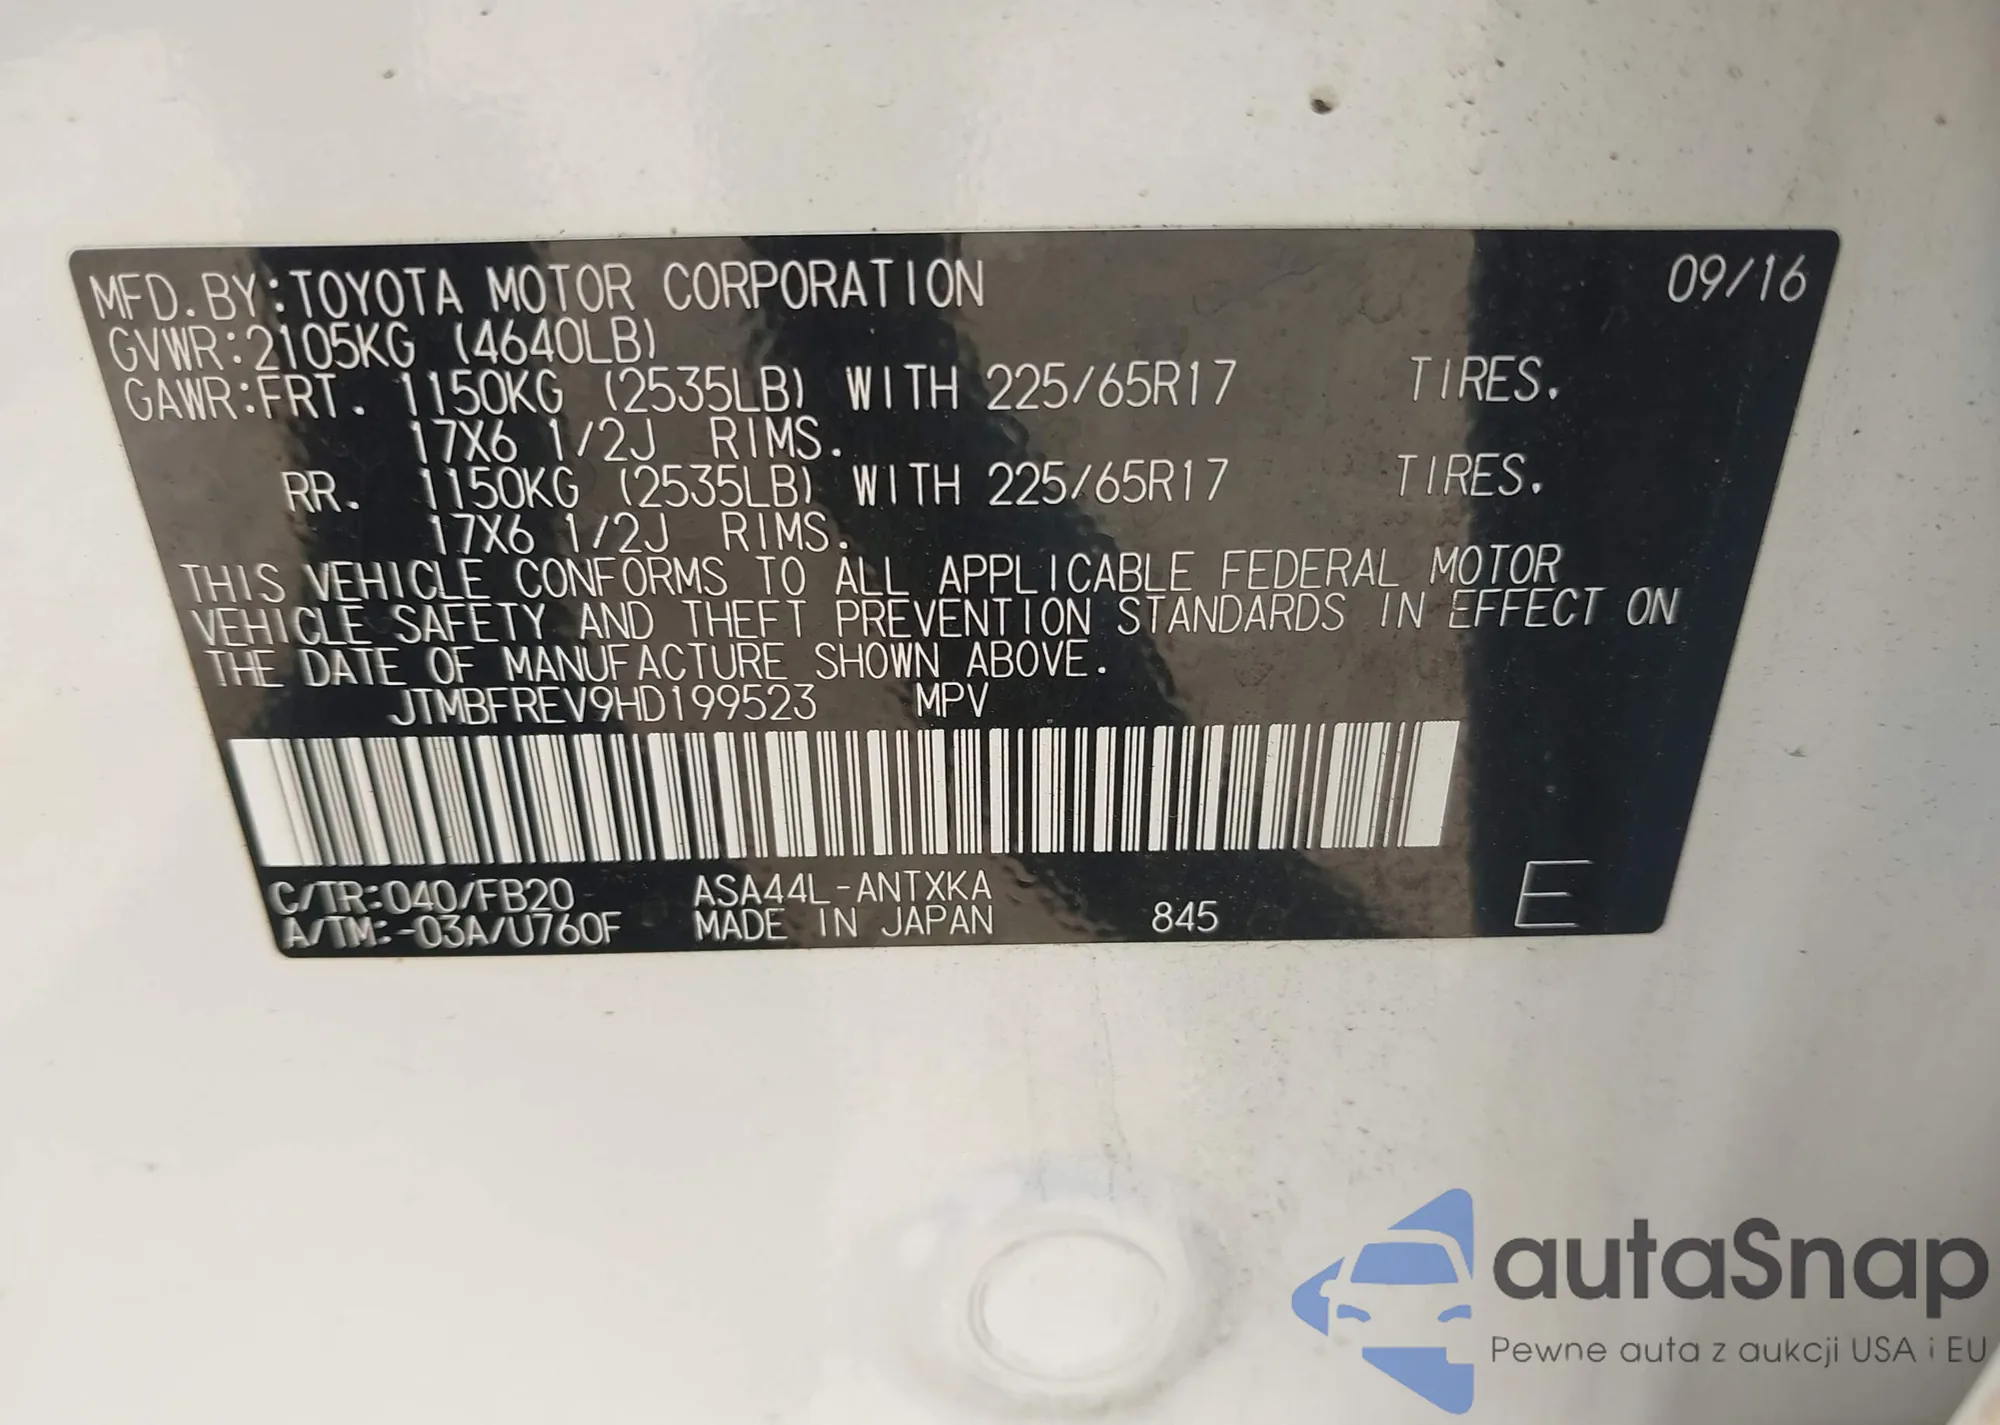 MFD. BY: TOYOTA MOTOR CORPORATION 09/16
GVWR: 2105KG (4640LB)
GAWR: FRT. 1150KG (2535LB) WITH 225/65R17 TIRES.
17X6 1/2J RIMS.
RR. 1150KG (2535LB) WITH 225/65R17 TIRES.
17X6 1/2J RIMS.
THIS VEHICLE CONFORMS TO ALL APPLICABLE FEDERAL MOTOR
VEHICLE SAFETY AND THEFT PREVENTION STANDARDS IN EFFECT ON
THE DATE OF MANUFACTURE SHOWN ABOVE.
JTMBFREV9HD199523 MPV
C/TR: 040/FB20 ASA44L-ANTXKA
A/TM: -03A/U760F MADE IN JAPAN 845 E
autaSnap
Pewne auta z aukcji USA i EU